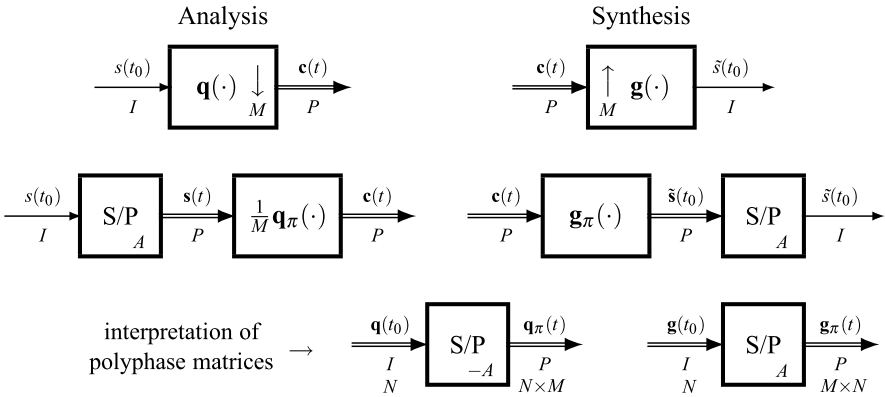 Analysis Synthesis
s(t₀) c(t) c(t) s̃(t₀)
q(·) ↓ ↑ g(·)
I M P P M I
s(t₀) s(t) c(t) c(t) s̃(t₀) s̃(t₀)
S/P 1/M qπ(·) gπ(·) S/P
I A P P P P A I
q(t₀) qπ(t) g(t₀) gπ(t)
interpretation of
polyphase matrices →
S/P S/P
I −A P I A P
N N×M N M×N